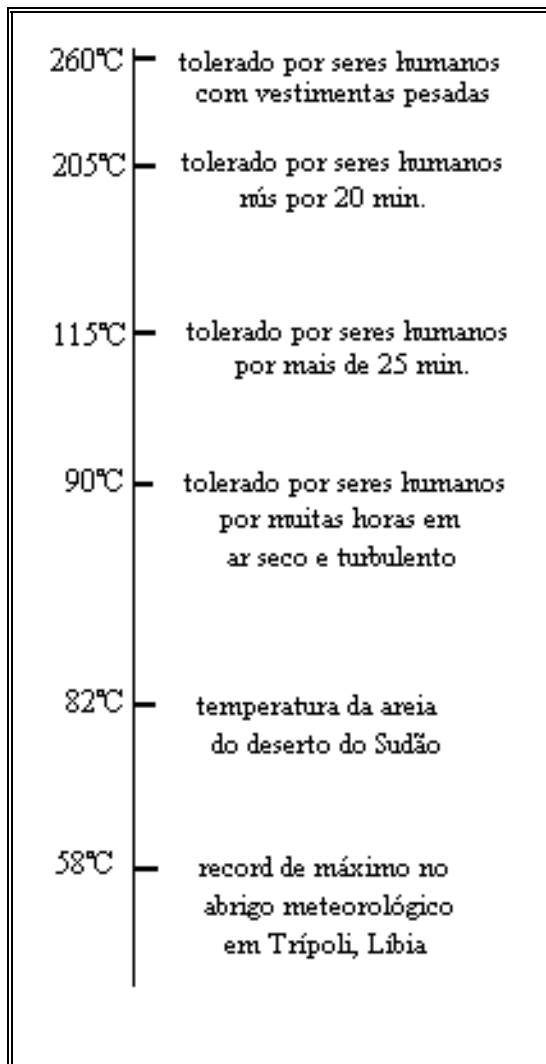 260°C tolerado por seres humanos
com vestimentas pesadas
205°C tolerado por seres humanos
nús por 20 min.
115°C tolerado por seres humanos
por mais de 25 min.
90°C tolerado por seres humanos
por muitas horas em
ar seco e turbulento
82°C temperatura da areia
do deserto do Sudão
58°C record de máximo no
abrigo meteorológico
em Trípoli, Líbia